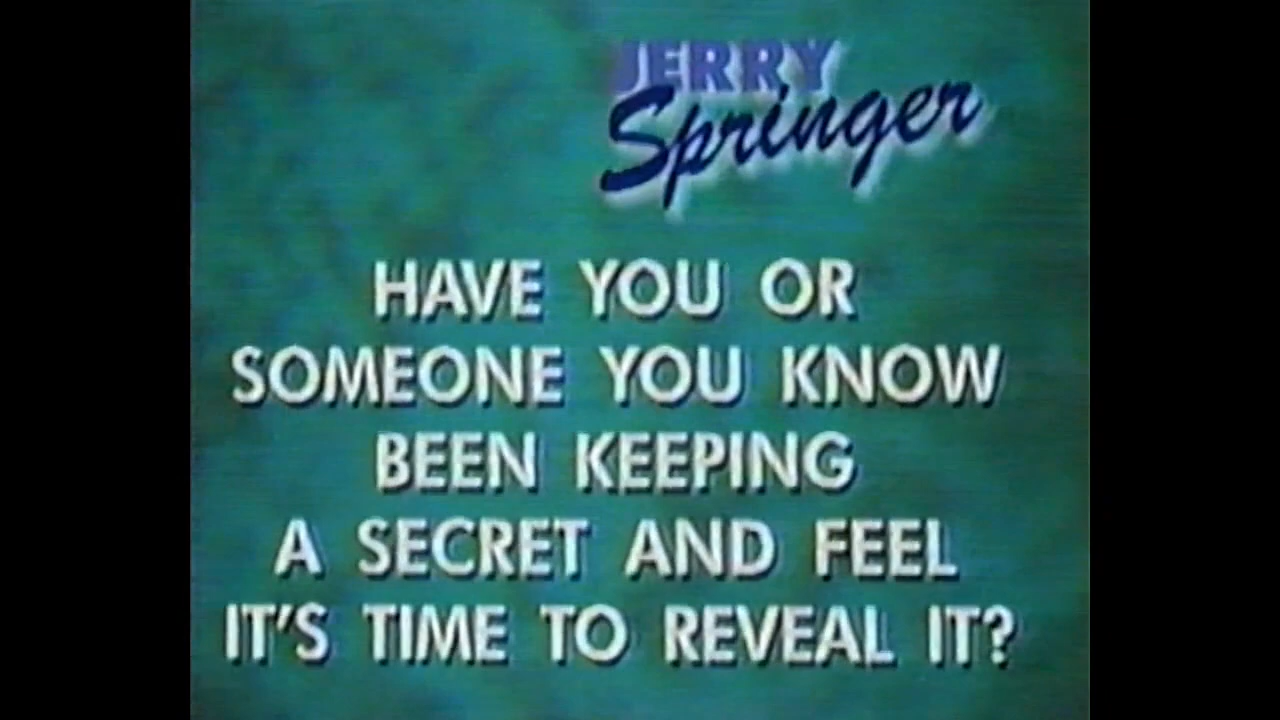 JERRY
Springer
HAVE YOU OR
SOMEONE YOU KNOW
BEEN KEEPING
A SECRET AND FEEL
IT'S TIME TO REVEAL IT?